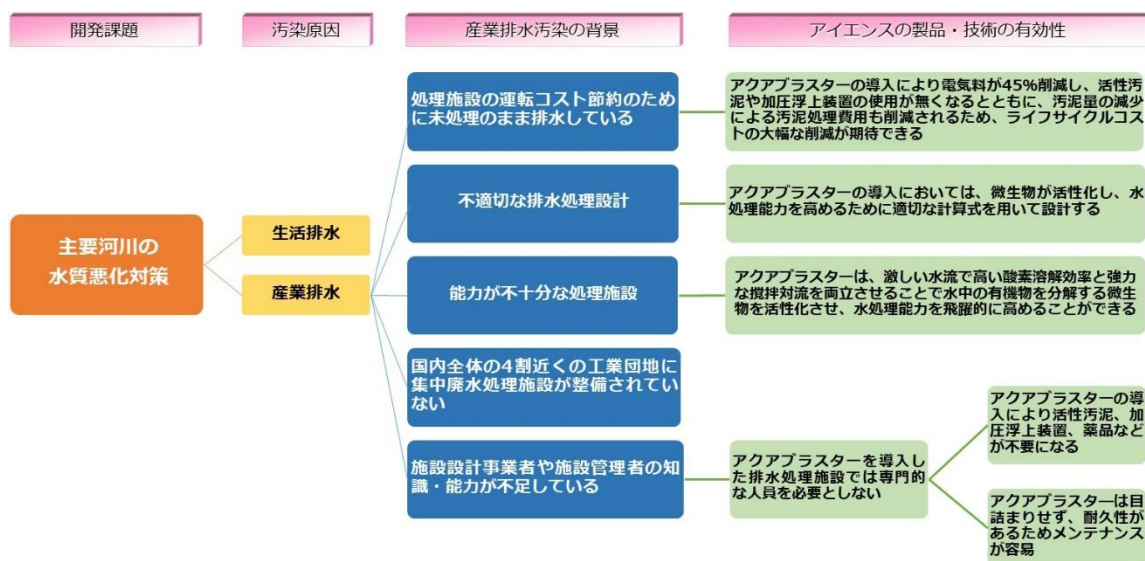 開発課題
汚染原因
産業排水汚染の背景
アイエンスの製品・技術の有効性
主要河川の
水質悪化対策
生活排水
産業排水
処理施設の運転コスト節約のため
に未処理のまま排水している
アクアブラスターの導入により電気料が45%削減し、活性汚
泥や加圧浮上装置の使用が無くなるとともに、汚泥量の減少
による汚泥処理費用も削減されるため、ライフサイクルコス
トの大幅な削減が期待できる
不適切な排水処理設計
アクアブラスターの導入においては、微生物が活性化し、水
処理能力を高めるために適切な計算式を用いて設計する
能力が不十分な処理施設
アクアブラスターは、激しい水流で高い酸素溶解効率と強力
な撹拌対流を両立させることで水中の有機物を分解する微生
物を活性化させ、水処理能力を飛躍的に高めることができる
国内全体の4割近くの工業団地に
集中廃水処理施設が整備されてい
ない
施設設計事業者や施設管理者の知
識・能力が不足している
アクアブラスターを導入し
た排水処理施設では専門的
な人員を必要としない
アクアブラスターの導
入により活性汚泥、加
圧浮上装置、薬品など
が不要になる
アクアブラスターは目
詰まりせず、耐久性が
あるためメンテナンス
が容易